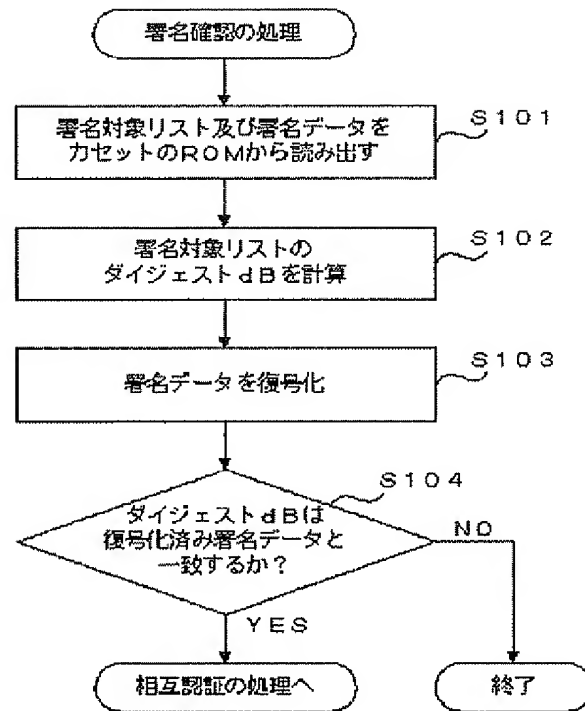 署名確認の処理
署名対象リスト及び署名データを
カセットのROMから読み出す
S101
署名対象リストの
ダイジェストdBを計算
S102
署名データを復号化
S103
S104
ダイジェストdBは
復号化済み署名データと
一致するか?
NO
YES
相互認証の処理へ
終了